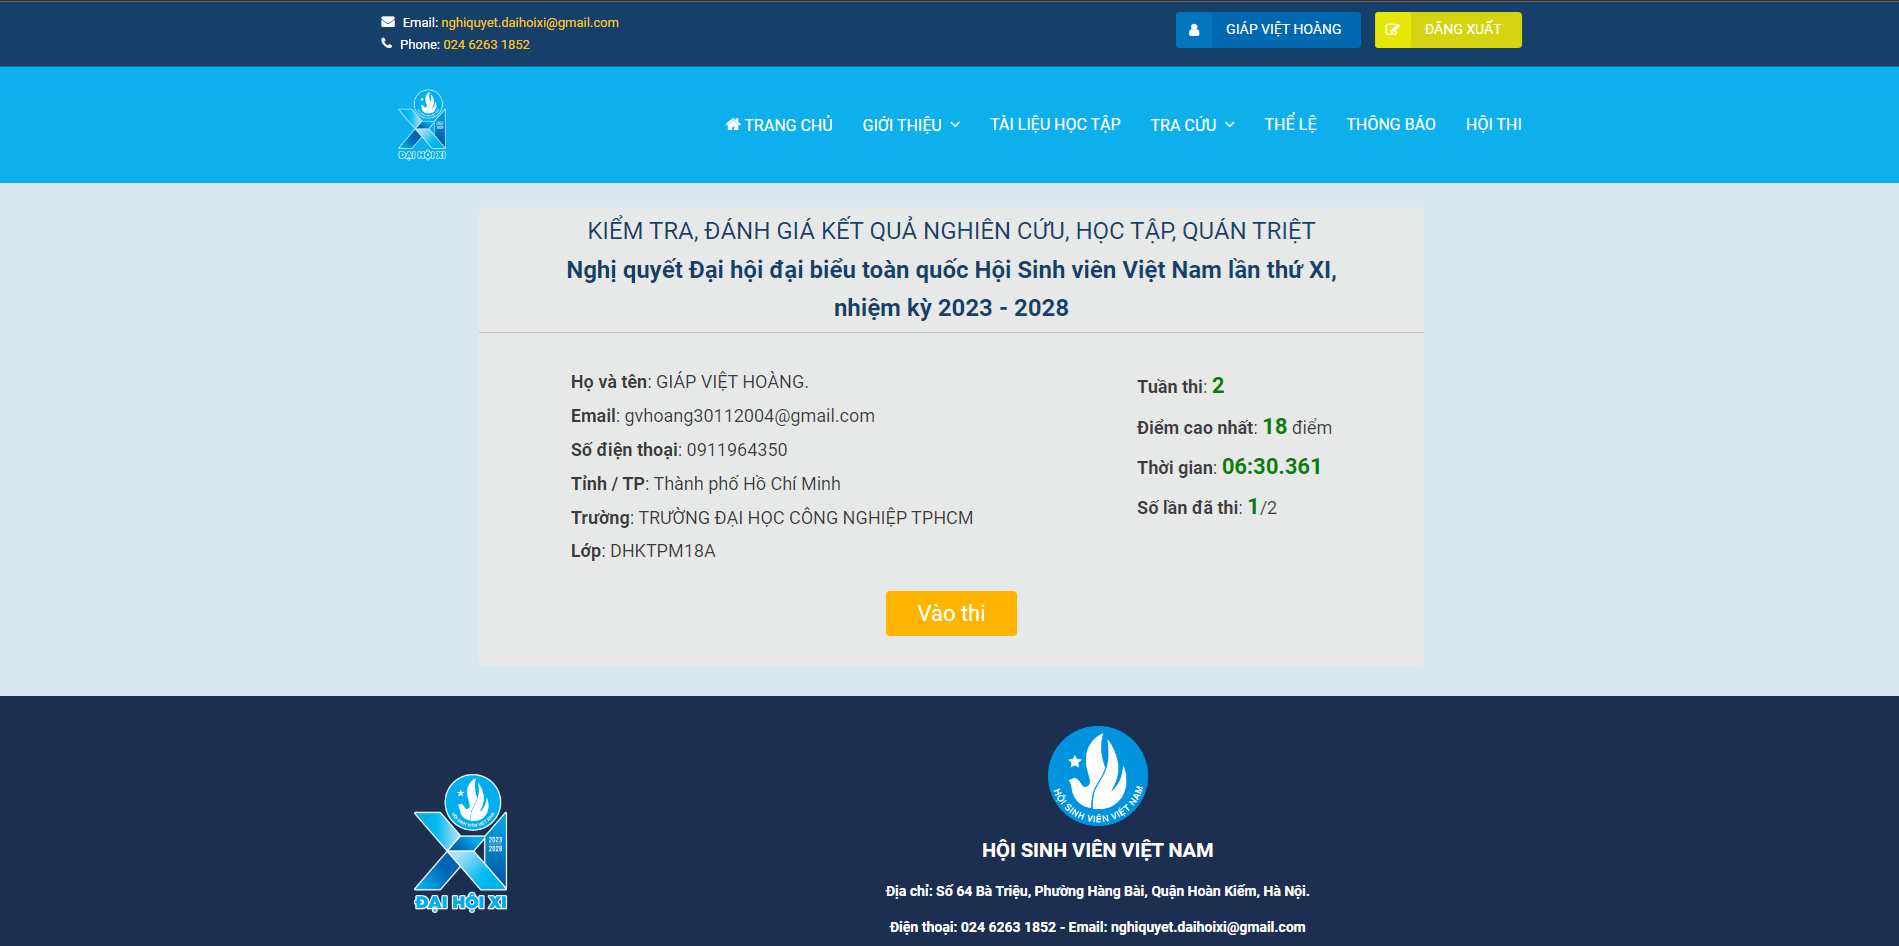 Email: nghiquyet.daihoixi@gmail.com
Phone: 024 6263 1852
GIÁP VIỆT HOÀNG
ĐĂNG XUẤT
ĐẠI HỘI XI
TRANG CHỦ GIỚI THIỆU TÀI LIỆU HỌC TẬP TRA CỨU THỂ LỆ THÔNG BÁO HỘI THI
KIỂM TRA, ĐÁNH GIÁ KẾT QUẢ NGHIÊN CỨU, HỌC TẬP, QUÁN TRIỆT
Nghị quyết Đại hội đại biểu toàn quốc Hội Sinh viên Việt Nam lần thứ XI,
nhiệm kỳ 2023 - 2028
Họ và tên: GIÁP VIỆT HOÀNG.
Email: gvhoang30112004@gmail.com
Số điện thoại: 0911964350
Tỉnh / TP: Thành phố Hồ Chí Minh
Trường: TRƯỜNG ĐẠI HỌC CÔNG NGHIỆP TPHCM
Lớp: DHKTPM18A
Tuần thi: 2
Điểm cao nhất: 18 điểm
Thời gian: 06:30.361
Số lần đã thi: 1/2
Vào thi
HỘI SINH VIÊN VIỆT NAM
XI
2023
2028
ĐẠI HỘI XI
HỘI SINH VIÊN VIỆT NAM
HỘI SINH VIÊN VIỆT NAM
Địa chỉ: Số 64 Bà Triệu, Phường Hàng Bài, Quận Hoàn Kiếm, Hà Nội.
Điện thoại: 024 6263 1852 - Email: nghiquyet.daihoixi@gmail.com